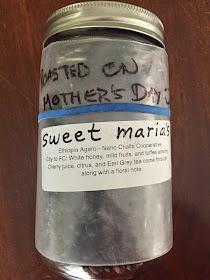 ROASTED ON
MOTHER'S DAY
sweet maria's
Ethiopia Agaro - Nano Challa Cooperative
City to FC: White honey, mild fruits, and toffee aroma.
Cherry juice, citrus, and Earl Grey tea come through
along with a floral note.